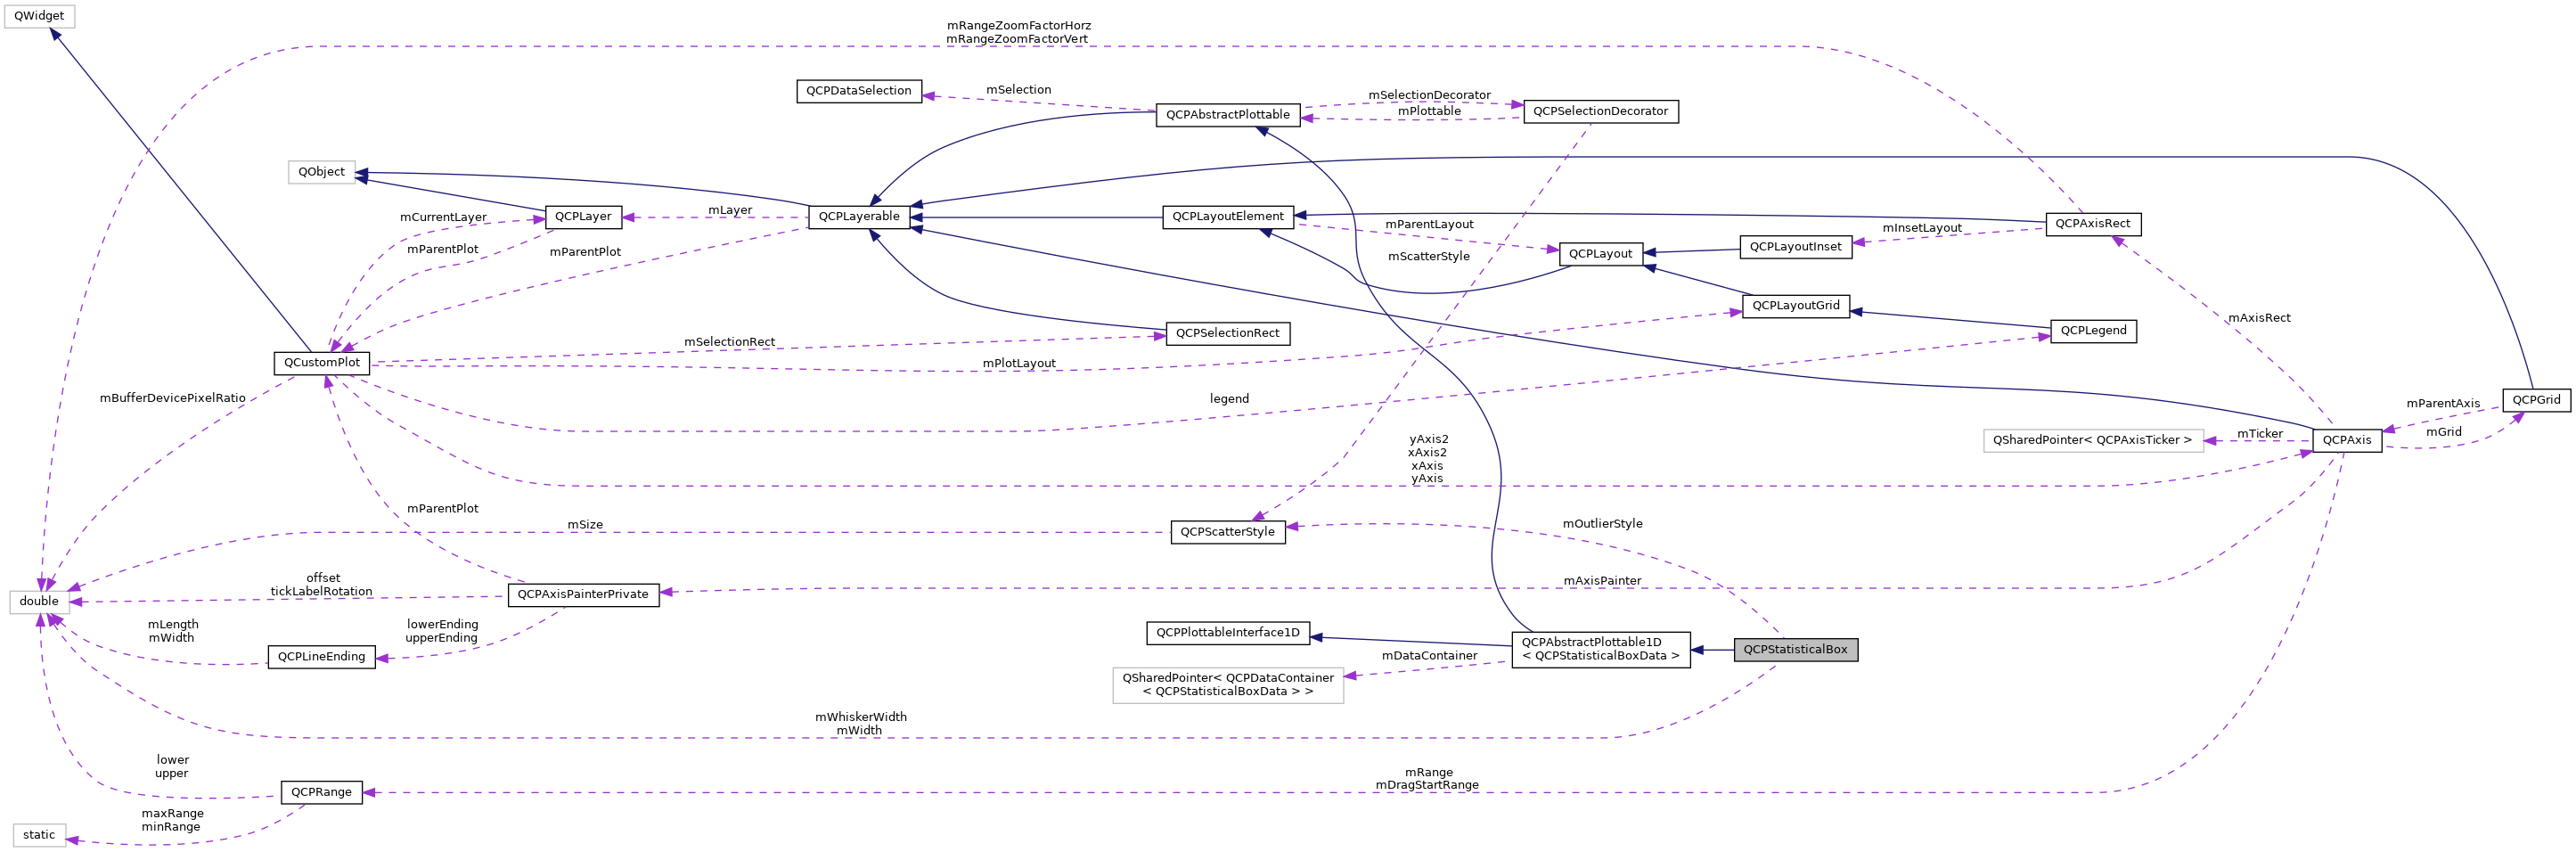 QWidget
mRangeZoomFactorHorz
mRangeZoomFactorVert
QCPDataSelection
mSelection
QCPAbstractPlottable
mSelectionDecorator
mPlottable
QCPSelectionDecorator
QObject
QCPLayer
mCurrentLayer
mParentPlot
mLayer
QCPLayerable
mParentPlot
QCPLayoutElement
mParentLayout
mScatterStyle
QCPLayout
QCPLayoutInset
mInsetLayout
QCPAxisRect
QCPLayoutGrid
QCPLegend
mAxisRect
QCPSelectionRect
mSelectionRect
QCustomPlot
mPlotLayout
mBufferDevicePixelRatio
legend
QCPGrid
mParentAxis
mGrid
QCPAxis
mTicker
QSharedPointer< QCPAxisTicker >
yAxis2
xAxis2
xAxis
yAxis
mParentPlot
mSize
QCPScatterStyle
mOutlierStyle
offset
tickLabelRotation
double
QCPAxisPainterPrivate
mAxisPainter
mLength
mWidth
lowerEnding
upperEnding
QCPLineEnding
QCPPlottableInterface1D
QCPAbstractPlottable1D
< QCPStatisticalBoxData >
QCPStatisticalBox
mDataContainer
QSharedPointer< QCPDataContainer
< QCPStatisticalBoxData > >
mWhiskerWidth
mWidth
lower
upper
QCPRange
mRange
mDragStartRange
maxRange
minRange
static